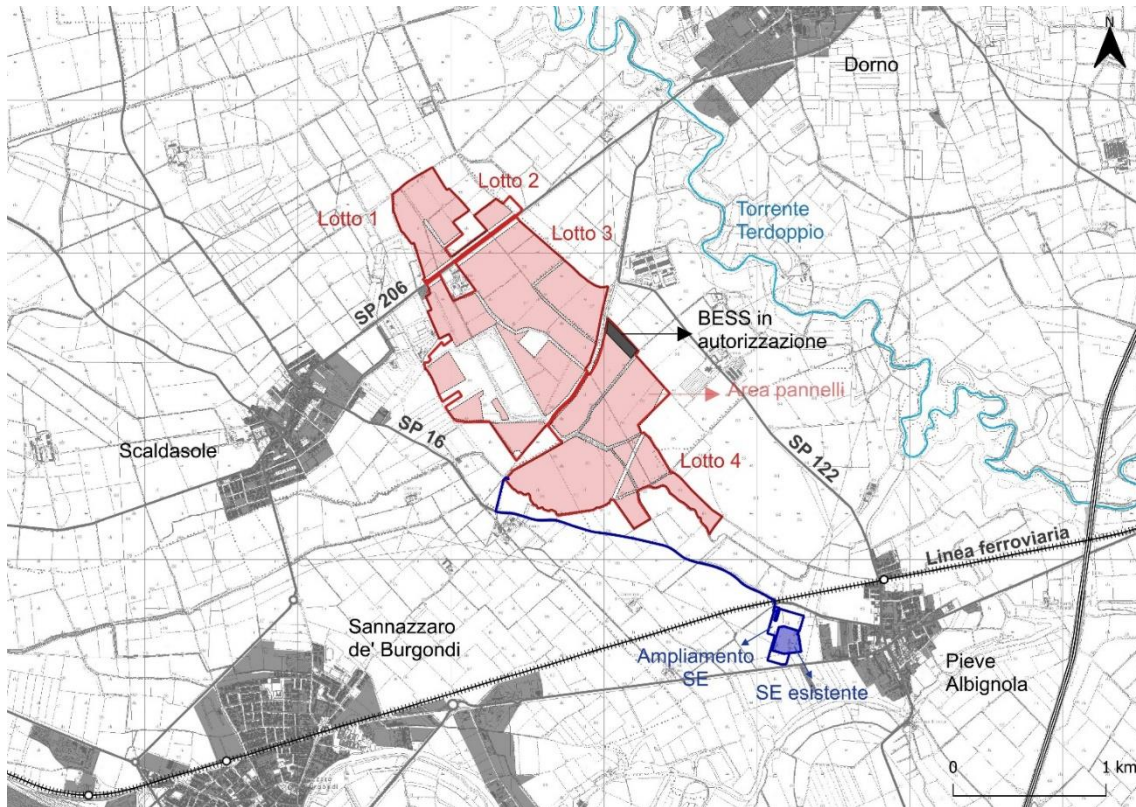 N
Dorno
Lotto 2
Lotto 1
Lotto 3
Torrente
Terdoppio
SP 206
BESS in
autorizzazione
Area pannelli
SP 16
Scaldasole
SP 122
Lotto 4
Linea ferroviaria
Sannazzaro
de' Burgondi
Ampliamento
SE
SE esistente
Pieve
Albignola
0
1 km